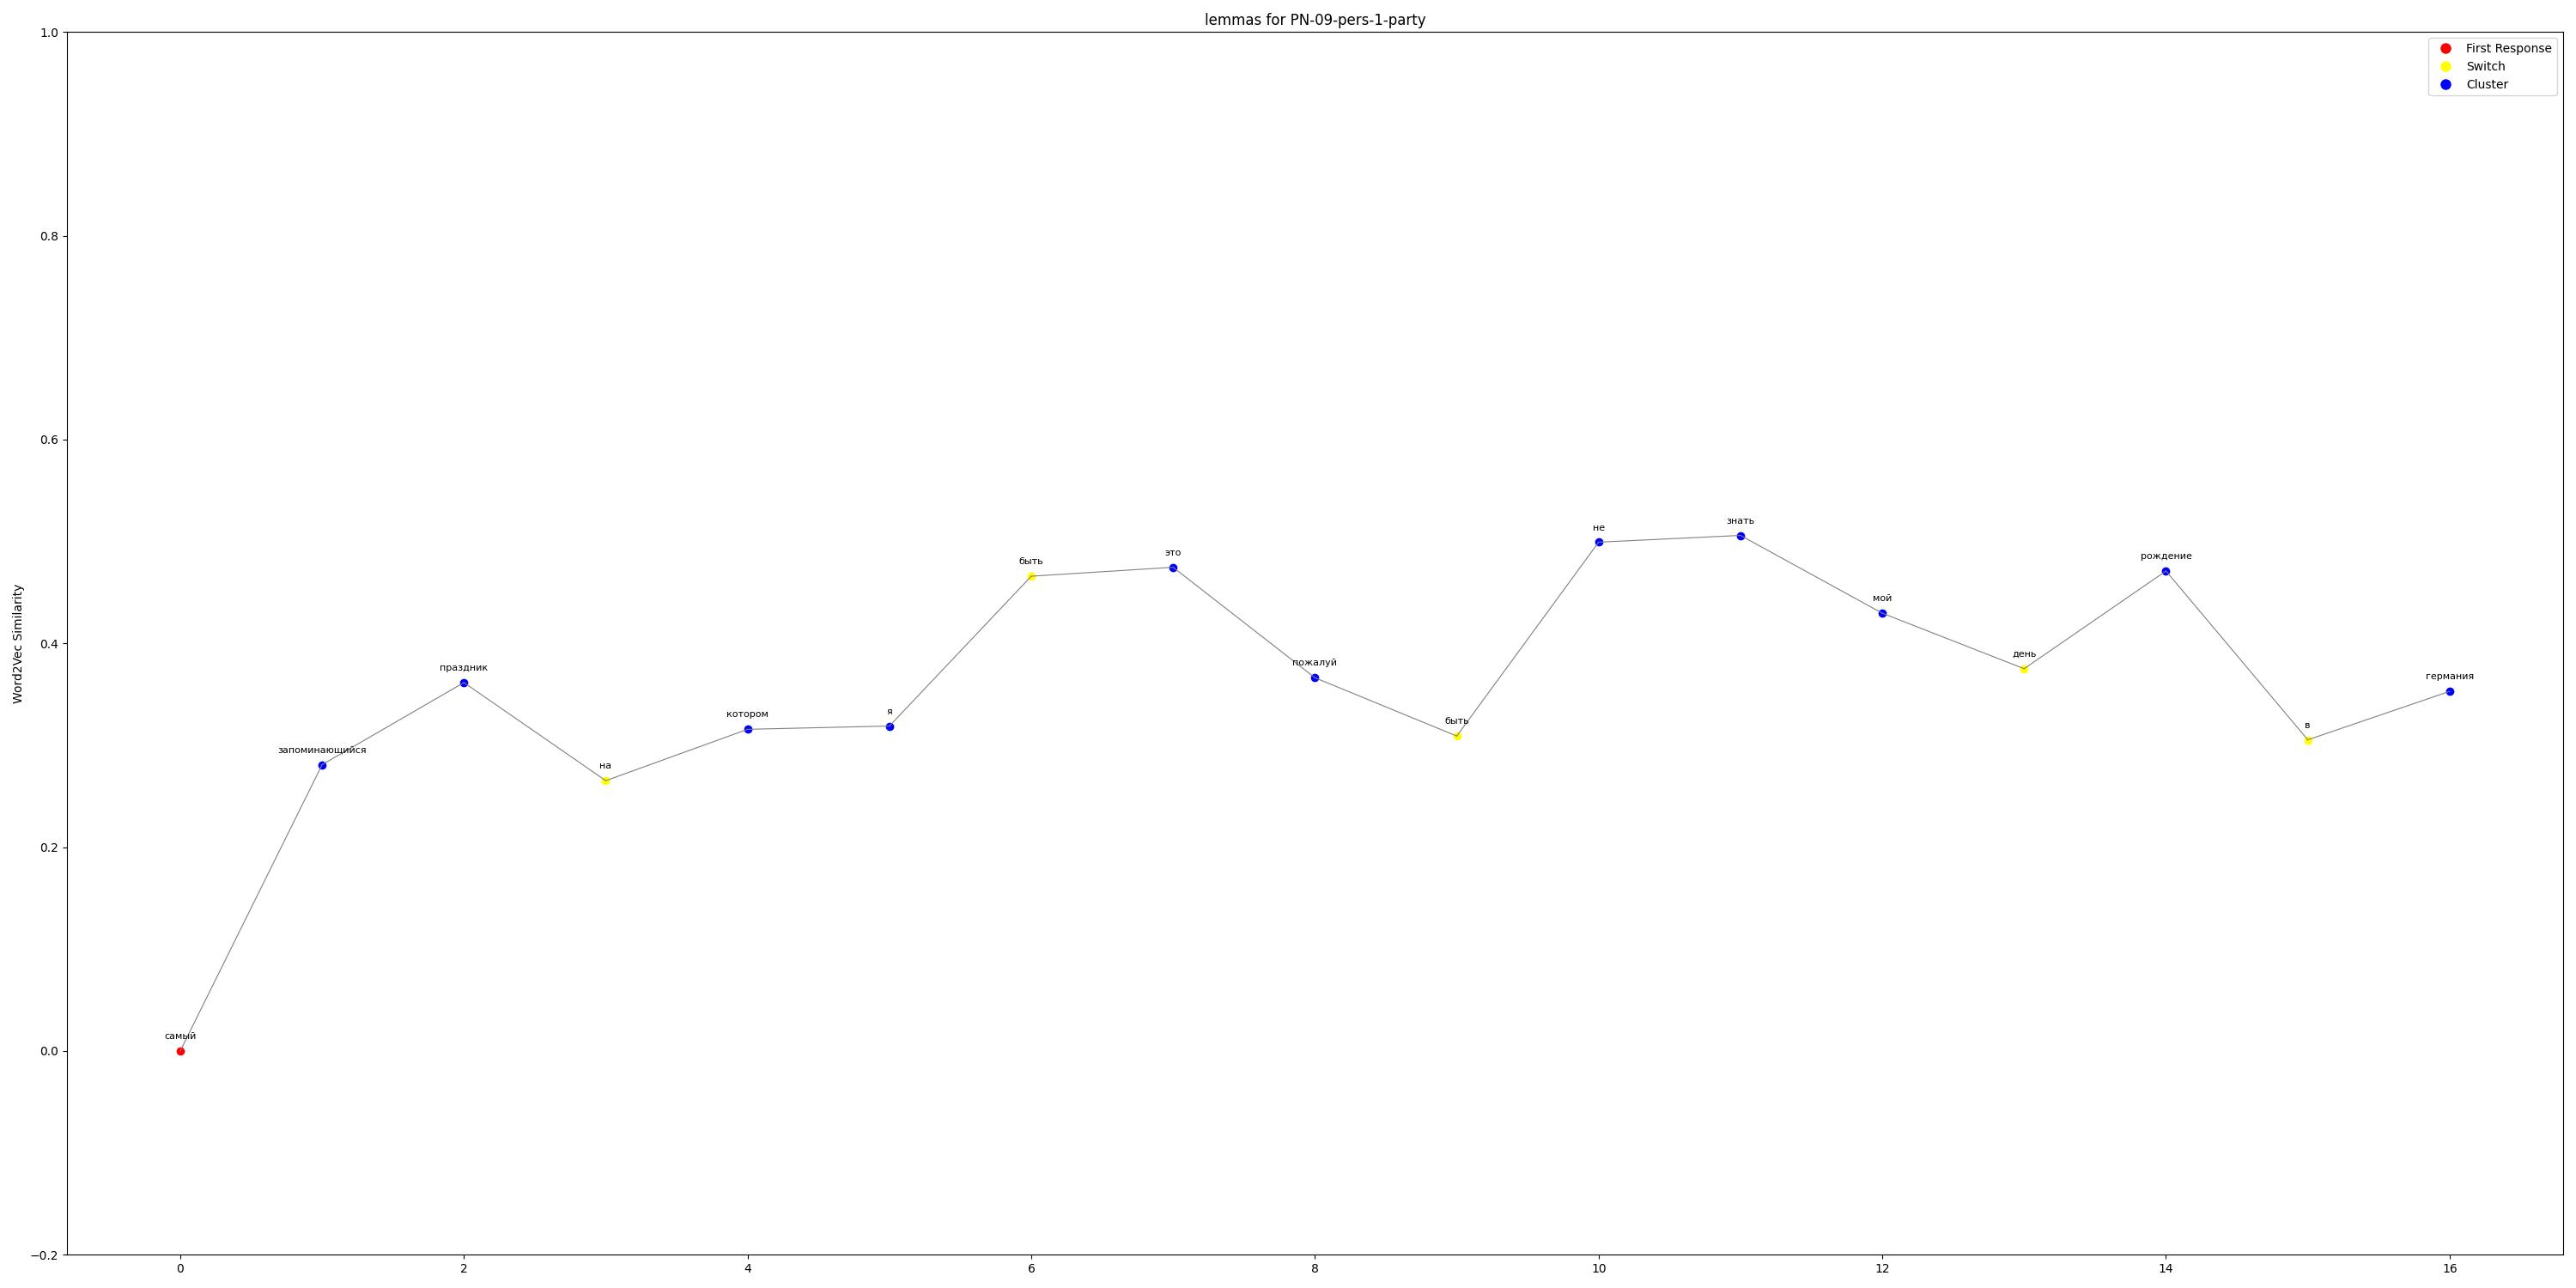 lemmas for PN-09-pers-1-party
First Response
Switch
Cluster
Word2Vec Similarity
1.0
0.8
0.6
0.4
0.2
0.0
−0.2
самый
запоминающийся
праздник
на
котором
я
быть
это
пожалуй
быть
не
знать
мой
день
рождение
в
германия
0 2 4 6 8 10 12 14 16